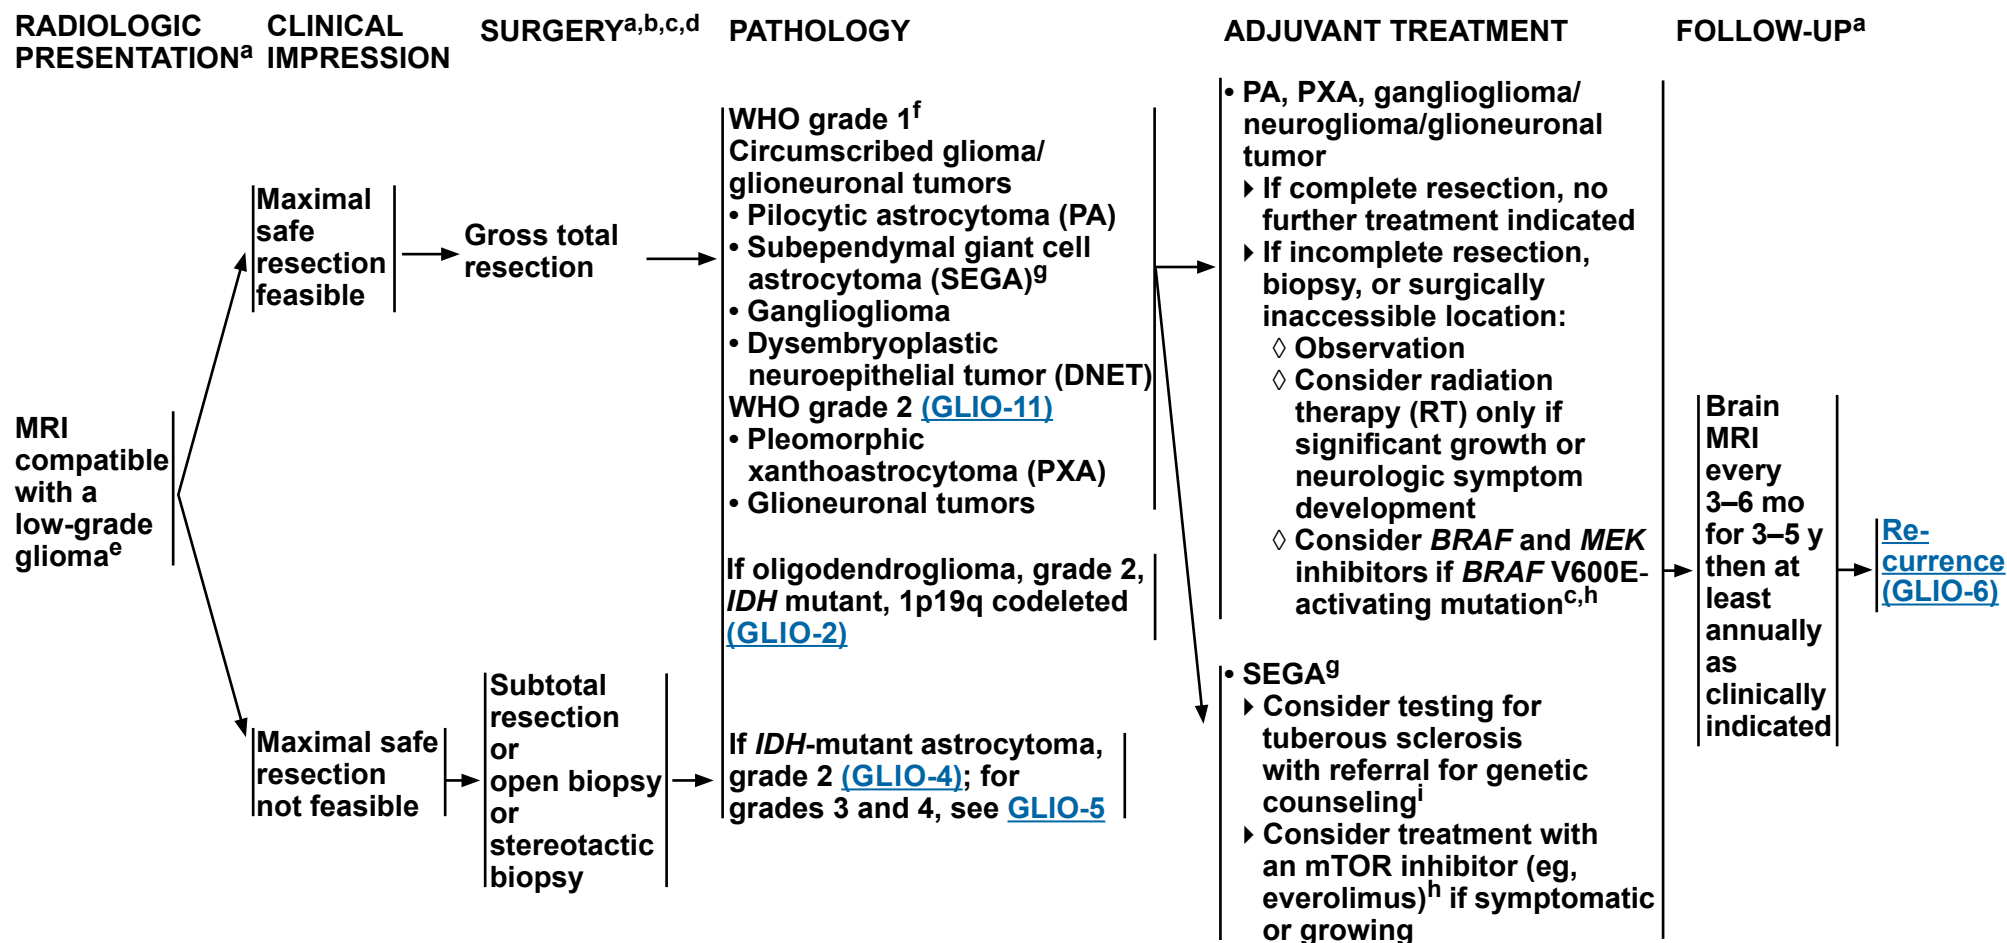 RADIOLOGIC
PRESENTATIONᵃ
CLINICAL
IMPRESSION
SURGERYᵃ,ᵇ,ᶜ,ᵈ
PATHOLOGY
ADJUVANT TREATMENT
FOLLOW-UPᵃ
MRI
compatible
with a
low-grade
gliomaᵉ
Maximal
safe
resection
feasible
Gross total
resection
Maximal safe
resection
not feasible
Subtotal
resection
or
open biopsy
or
stereotactic
biopsy
WHO grade 1ᶠ
Circumscribed glioma/
glioneuronal tumors
• Pilocytic astrocytoma (PA)
• Subependymal giant cell
astrocytoma (SEGA)ᵍ
• Ganglioglioma
• Dysembryoplastic
neuroepithelial tumor (DNET)
WHO grade 2 (GLIO-11)
• Pleomorphic
xanthoastrocytoma (PXA)
• Glioneuronal tumors
If oligodendroglioma, grade 2,
IDH mutant, 1p19q codeleted
(GLIO-2)
If IDH-mutant astrocytoma,
grade 2 (GLIO-4); for
grades 3 and 4, see GLIO-5
• PA, PXA, ganglioglioma/
neuroglioma/glioneuronal
tumor
▸ If complete resection, no
further treatment indicated
▸ If incomplete resection,
biopsy, or surgically
inaccessible location:
◊ Observation
◊ Consider radiation
therapy (RT) only if
significant growth or
neurologic symptom
development
◊ Consider BRAF and MEK
inhibitors if BRAF V600E-
activating mutationᶜ,ʰ
• SEGAᵍ
▸ Consider testing for
tuberous sclerosis
with referral for genetic
counselingⁱ
▸ Consider treatment with
an mTOR inhibitor (eg,
everolimus)ʰ if symptomatic
or growing
Brain
MRI
every
3–6 mo
for 3–5 y
then at
least
annually
as
clinically
indicated
Re-
currence
(GLIO-6)